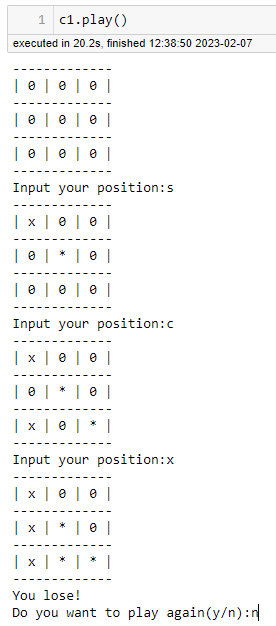 1 c1.play()
executed in 20.2s, finished 12:38:50 2023-02-07
-------------
| 0 | 0 | 0 |
-------------
| 0 | 0 | 0 |
-------------
| 0 | 0 | 0 |
-------------
Input your position:s
-------------
| x | 0 | 0 |
-------------
| 0 | * | 0 |
-------------
| 0 | 0 | 0 |
-------------
Input your position:c
-------------
| x | 0 | 0 |
-------------
| 0 | * | 0 |
-------------
| x | 0 | * |
-------------
Input your position:x
-------------
| x | 0 | 0 |
-------------
| x | * | 0 |
-------------
| x | * | * |
-------------
You lose!
Do you want to play again(y/n):n